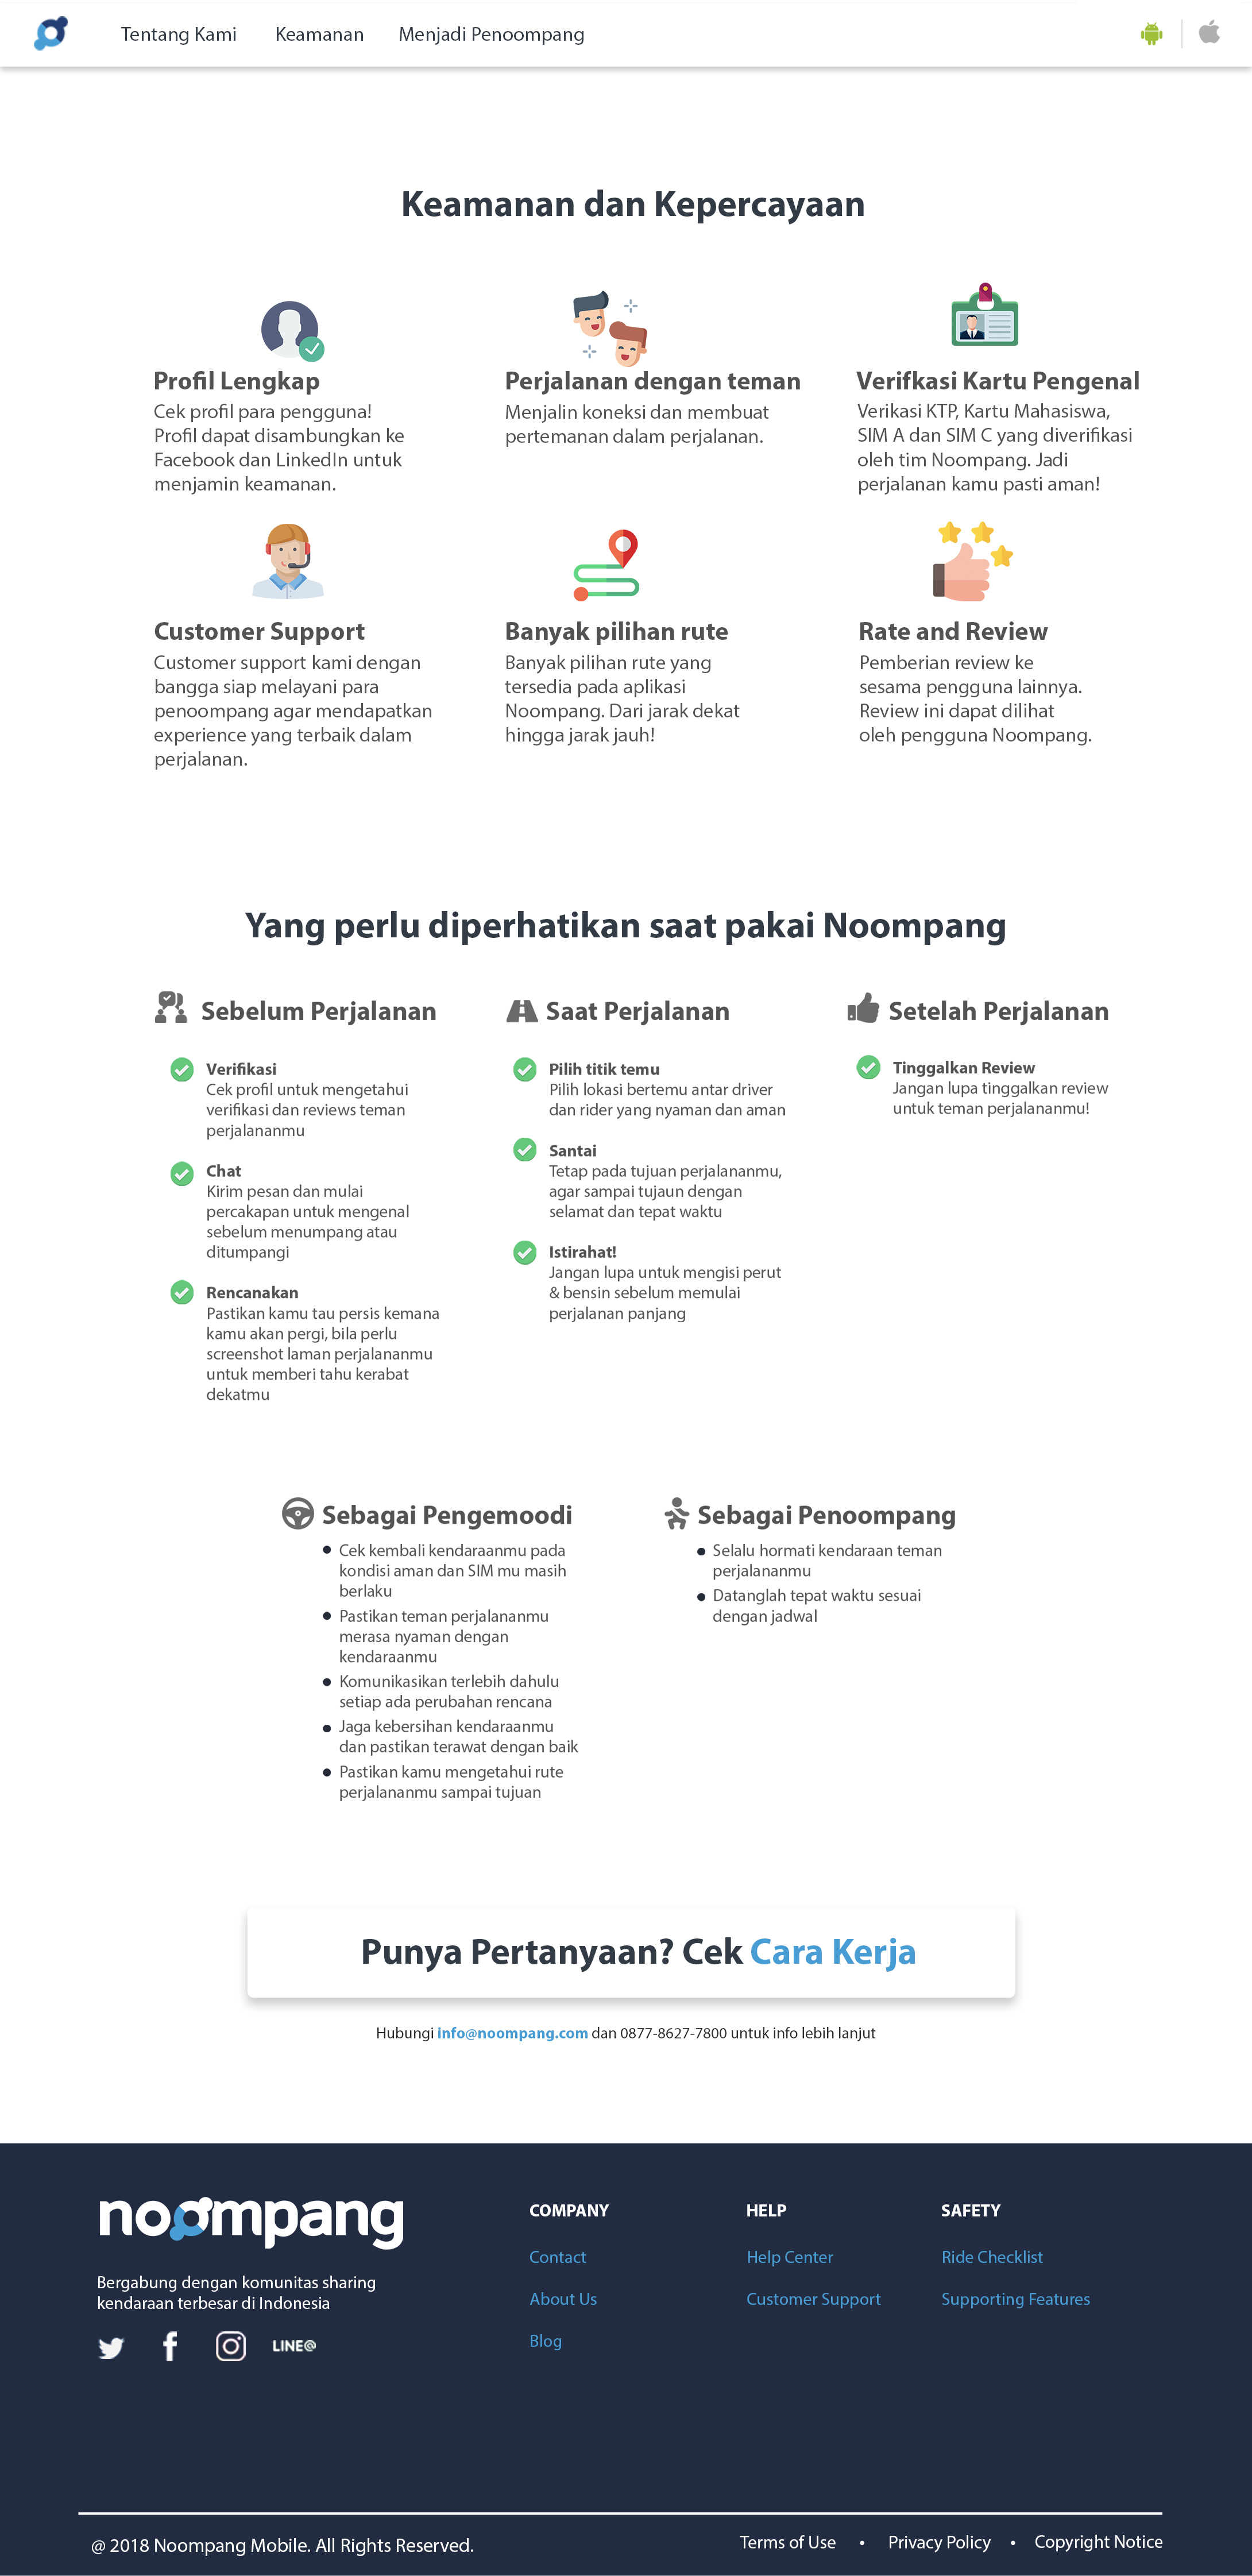 Tentang Kami
Keamanan
Menjadi Penoompang
Keamanan dan Kepercayaan
Profil Lengkap
Cek profil para pengguna!
Profil dapat disambungkan ke
Facebook dan LinkedIn untuk
menjamin keamanan.
Perjalanan dengan teman
Menjalin koneksi dan membuat
pertemanan dalam perjalanan.
Verifkasi Kartu Pengenal
Verikasi KTP, Kartu Mahasiswa,
SIM A dan SIM C yang diverifikasi
oleh tim Noompang. Jadi
perjalanan kamu pasti aman!
Customer Support
Customer support kami dengan
bangga siap melayani para
penoompang agar mendapatkan
experience yang terbaik dalam
perjalanan.
Banyak pilihan rute
Banyak pilihan rute yang
tersedia pada aplikasi
Noompang. Dari jarak dekat
hingga jarak jauh!
Rate and Review
Pemberian review ke
sesama pengguna lainnya.
Review ini dapat dilihat
oleh pengguna Noompang.
Yang perlu diperhatikan saat pakai Noompang
Sebelum Perjalanan
Verifikasi
Cek profil untuk mengetahui
verifikasi dan reviews teman
perjalananmu
Chat
Kirim pesan dan mulai
percakapan untuk mengenal
sebelum menumpang atau
ditumpangi
Rencanakan
Pastikan kamu tau persis kemana
kamu akan pergi, bila perlu
screenshot laman perjalananmu
untuk memberi tahu kerabat
dekatmu
Saat Perjalanan
Pilih titik temu
Pilih lokasi bertemu antar driver
dan rider yang nyaman dan aman
Santai
Tetap pada tujuan perjalananmu,
agar sampai tujaun dengan
selamat dan tepat waktu
Istirahat!
Jangan lupa untuk mengisi perut
& bensin sebelum memulai
perjalanan panjang
Setelah Perjalanan
Tinggalkan Review
Jangan lupa tinggalkan review
untuk teman perjalananmu!
Sebagai Pengemoodi
• Cek kembali kendaraanmu pada
kondisi aman dan SIM mu masih
berlaku
• Pastikan teman perjalananmu
merasa nyaman dengan
kendaraanmu
• Komunikasikan terlebih dahulu
setiap ada perubahan rencana
• Jaga kebersihan kendaraanmu
dan pastikan terawat dengan baik
• Pastikan kamu mengetahui rute
perjalananmu sampai tujuan
Sebagai Penoompang
• Selalu hormati kendaraan teman
perjalananmu
• Datanglah tepat waktu sesuai
dengan jadwal
Punya Pertanyaan? Cek Cara Kerja
Hubungi info@noompang.com dan 0877-8627-7800 untuk info lebih lanjut
noompang
Bergabung dengan komunitas sharing
kendaraan terbesar di Indonesia
LINE@
COMPANY
Contact
About Us
Blog
HELP
Help Center
Customer Support
SAFETY
Ride Checklist
Supporting Features
@ 2018 Noompang Mobile. All Rights Reserved.
Terms of Use • Privacy Policy • Copyright Notice